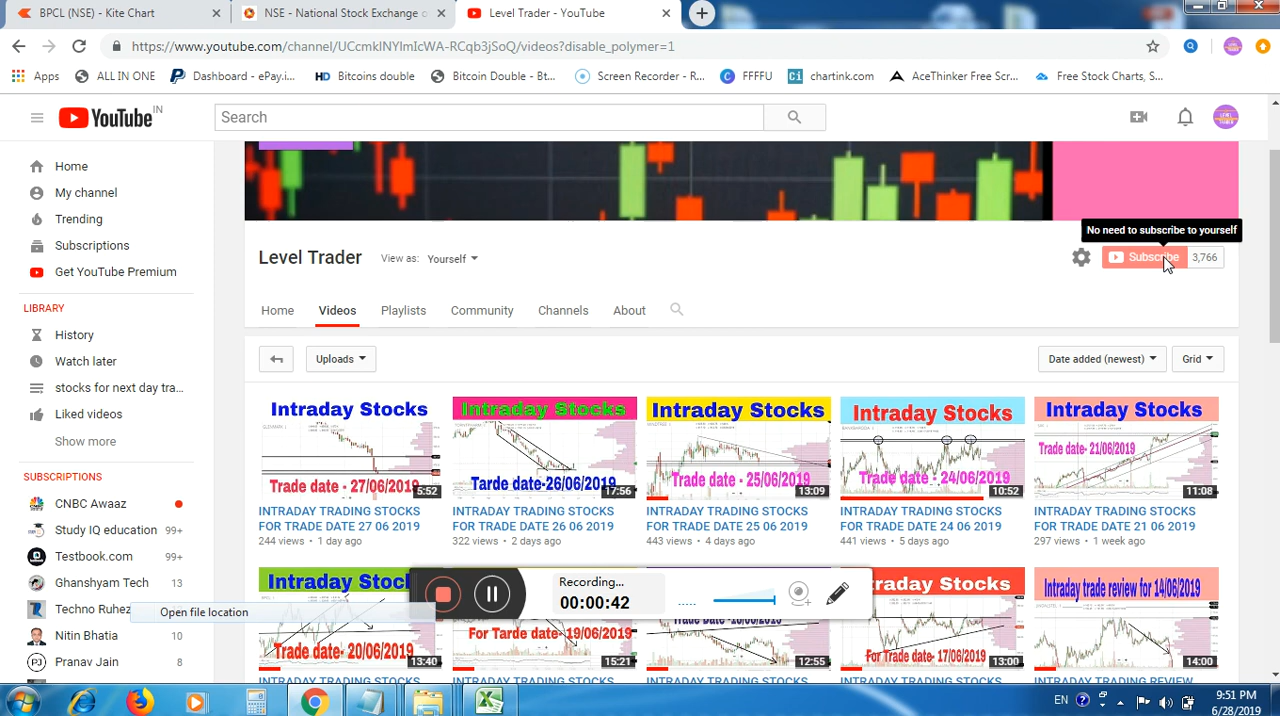 BPCL (NSE) - Kite Chart
NSE - National Stock Exchange o
Level Trader - YouTube
https://www.youtube.com/channel/UCcmklNYlmIcWA-RCqb3jSoQ/videos?disable_polymer=1
Apps
ALL IN ONE
Dashboard - ePay.i...
Bitcoins double
Bitcoin Double - Bt...
Screen Recorder - R...
FFFFU
chartink.com
AceThinker Free Scr...
Free Stock Charts, S...
YouTube IN
Search
Home
My channel
Trending
Subscriptions
Get YouTube Premium
LIBRARY
History
Watch later
stocks for next day tra...
Liked videos
Show more
SUBSCRIPTIONS
CNBC Awaaz
Study IQ education 99+
Testbook.com 99+
Ghanshyam Tech 13
Techno Ruhez
Nitin Bhatia 10
Pranav Jain 8
Open file location
No need to subscribe to yourself
Level Trader
View as: Yourself
Subscribe 3,766
Home
Videos
Playlists
Community
Channels
About
Uploads
Date added (newest)
Grid
Intraday Stocks
Trade date - 27/06/2019
5:52
INTRADAY TRADING STOCKS
FOR TRADE DATE 27 06 2019
244 views • 1 day ago
Intraday Stocks
Tarde date-26/06/2019
17:56
INTRADAY TRADING STOCKS
FOR TRADE DATE 26 06 2019
322 views • 2 days ago
Intraday Stocks
Trade date - 25/06/2019
13:09
INTRADAY TRADING STOCKS
FOR TRADE DATE 25 06 2019
443 views • 4 days ago
Intraday Stocks
Trade date - 24/06/2019
10:52
INTRADAY TRADING STOCKS
FOR TRADE DATE 24 06 2019
441 views • 5 days ago
Intraday Stocks
Trade date - 21/06/2019
11:08
INTRADAY TRADING STOCKS
FOR TRADE DATE 21 06 2019
297 views • 1 week ago
Intraday Stoc
Trade date- 20/06/2019
13:40
For Tarde date- 19/06/2019
15:21
12:55
raday Stocks
For Trade date-17/06/2019
13:00
Intraday trade review for 14/06/2019
14:00
Recording...
00:00:42
EN
9:51 PM
6/28/2019